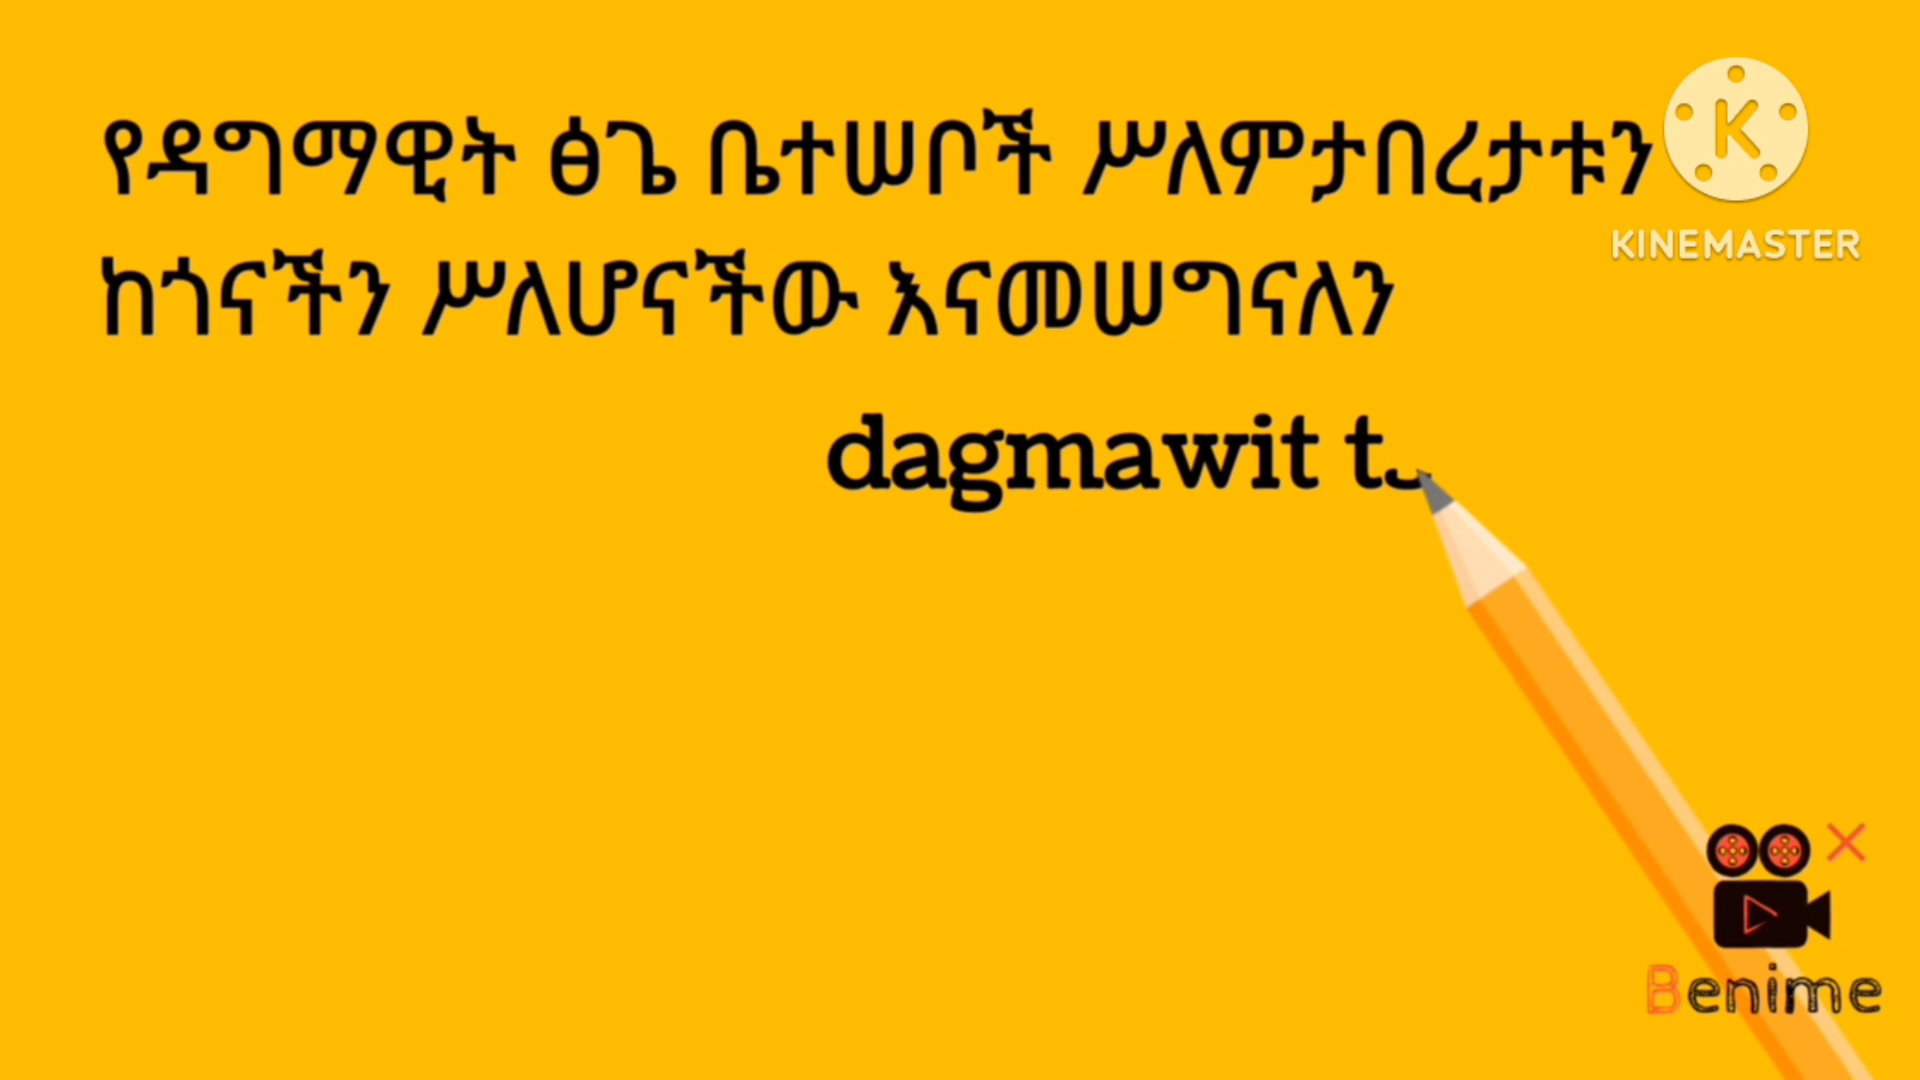 የዳግማዊት ፅጌ ቤተሠቦች ሥለምታበረታቱን
ከጎናችን ሥለሆናችው እናመሠግናለን
dagmawit
K
KINEMASTER
Benime